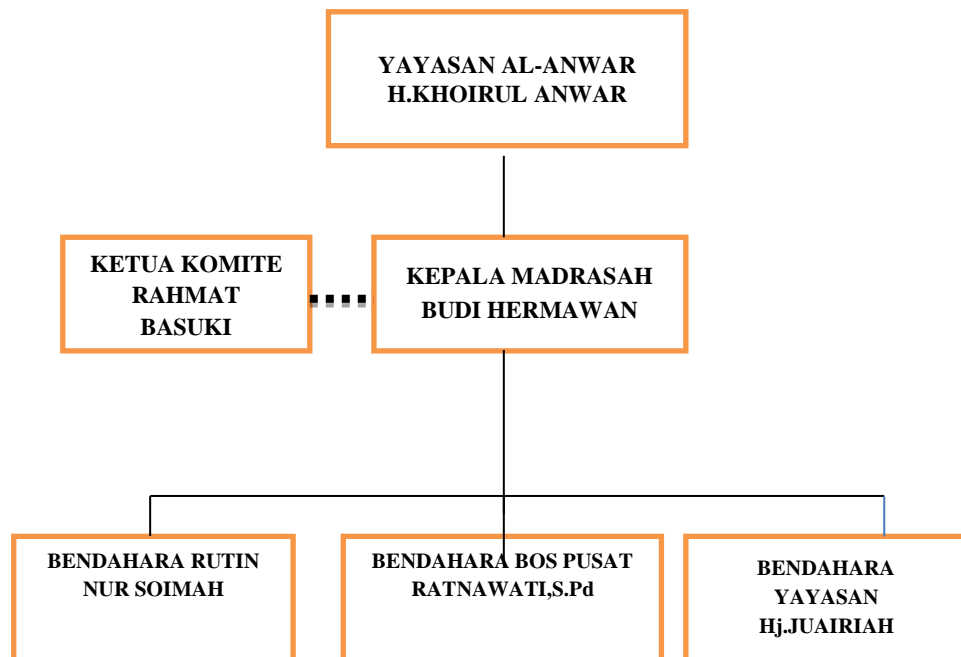 YAYASAN AL-ANWAR
H.KHOIRUL ANWAR
KETUA KOMITE
RAHMAT
BASUKI
KEPALA MADRASAH
BUDI HERMAWAN
BENDAHARA RUTIN
NUR SOIMAH
BENDAHARA BOS PUSAT
RATNAWATI,S.Pd
BENDAHARA
YAYASAN
Hj.JUAIRIAH